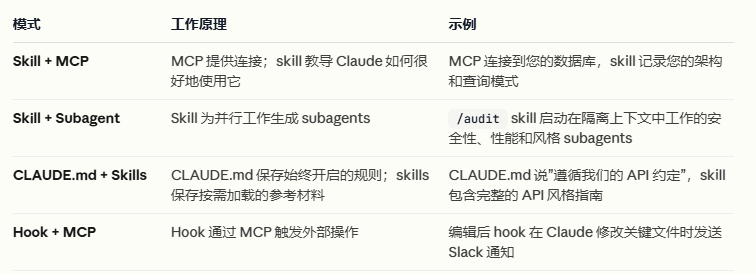 模式 工作原理 示例
Skill + MCP MCP 提供连接；skill 教导 Claude 如何很 MCP 连接到您的数据库，skill 记录您的架构
好地使用它 和查询模式
Skill + Subagent Skill 为并行工作生成 subagents /audit skill 启动在隔离上下文中工作的安
全性、性能和风格 subagents
CLAUDE.md + Skills CLAUDE.md 保存始终开启的规则；skills CLAUDE.md 说”遵循我们的 API 约定”，skill
保存按需加载的参考材料 包含完整的 API 风格指南
Hook + MCP Hook 通过 MCP 触发外部操作 编辑后 hook 在 Claude 修改关键文件时发送
Slack 通知